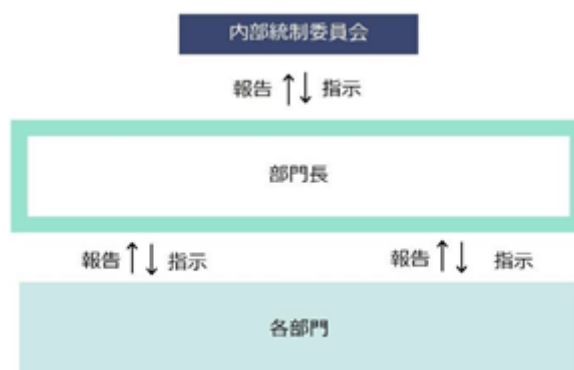 内部統制委員会
報告 ↑↓ 指示
部門長
報告 ↑↓ 指示 報告 ↑↓ 指示
各部門